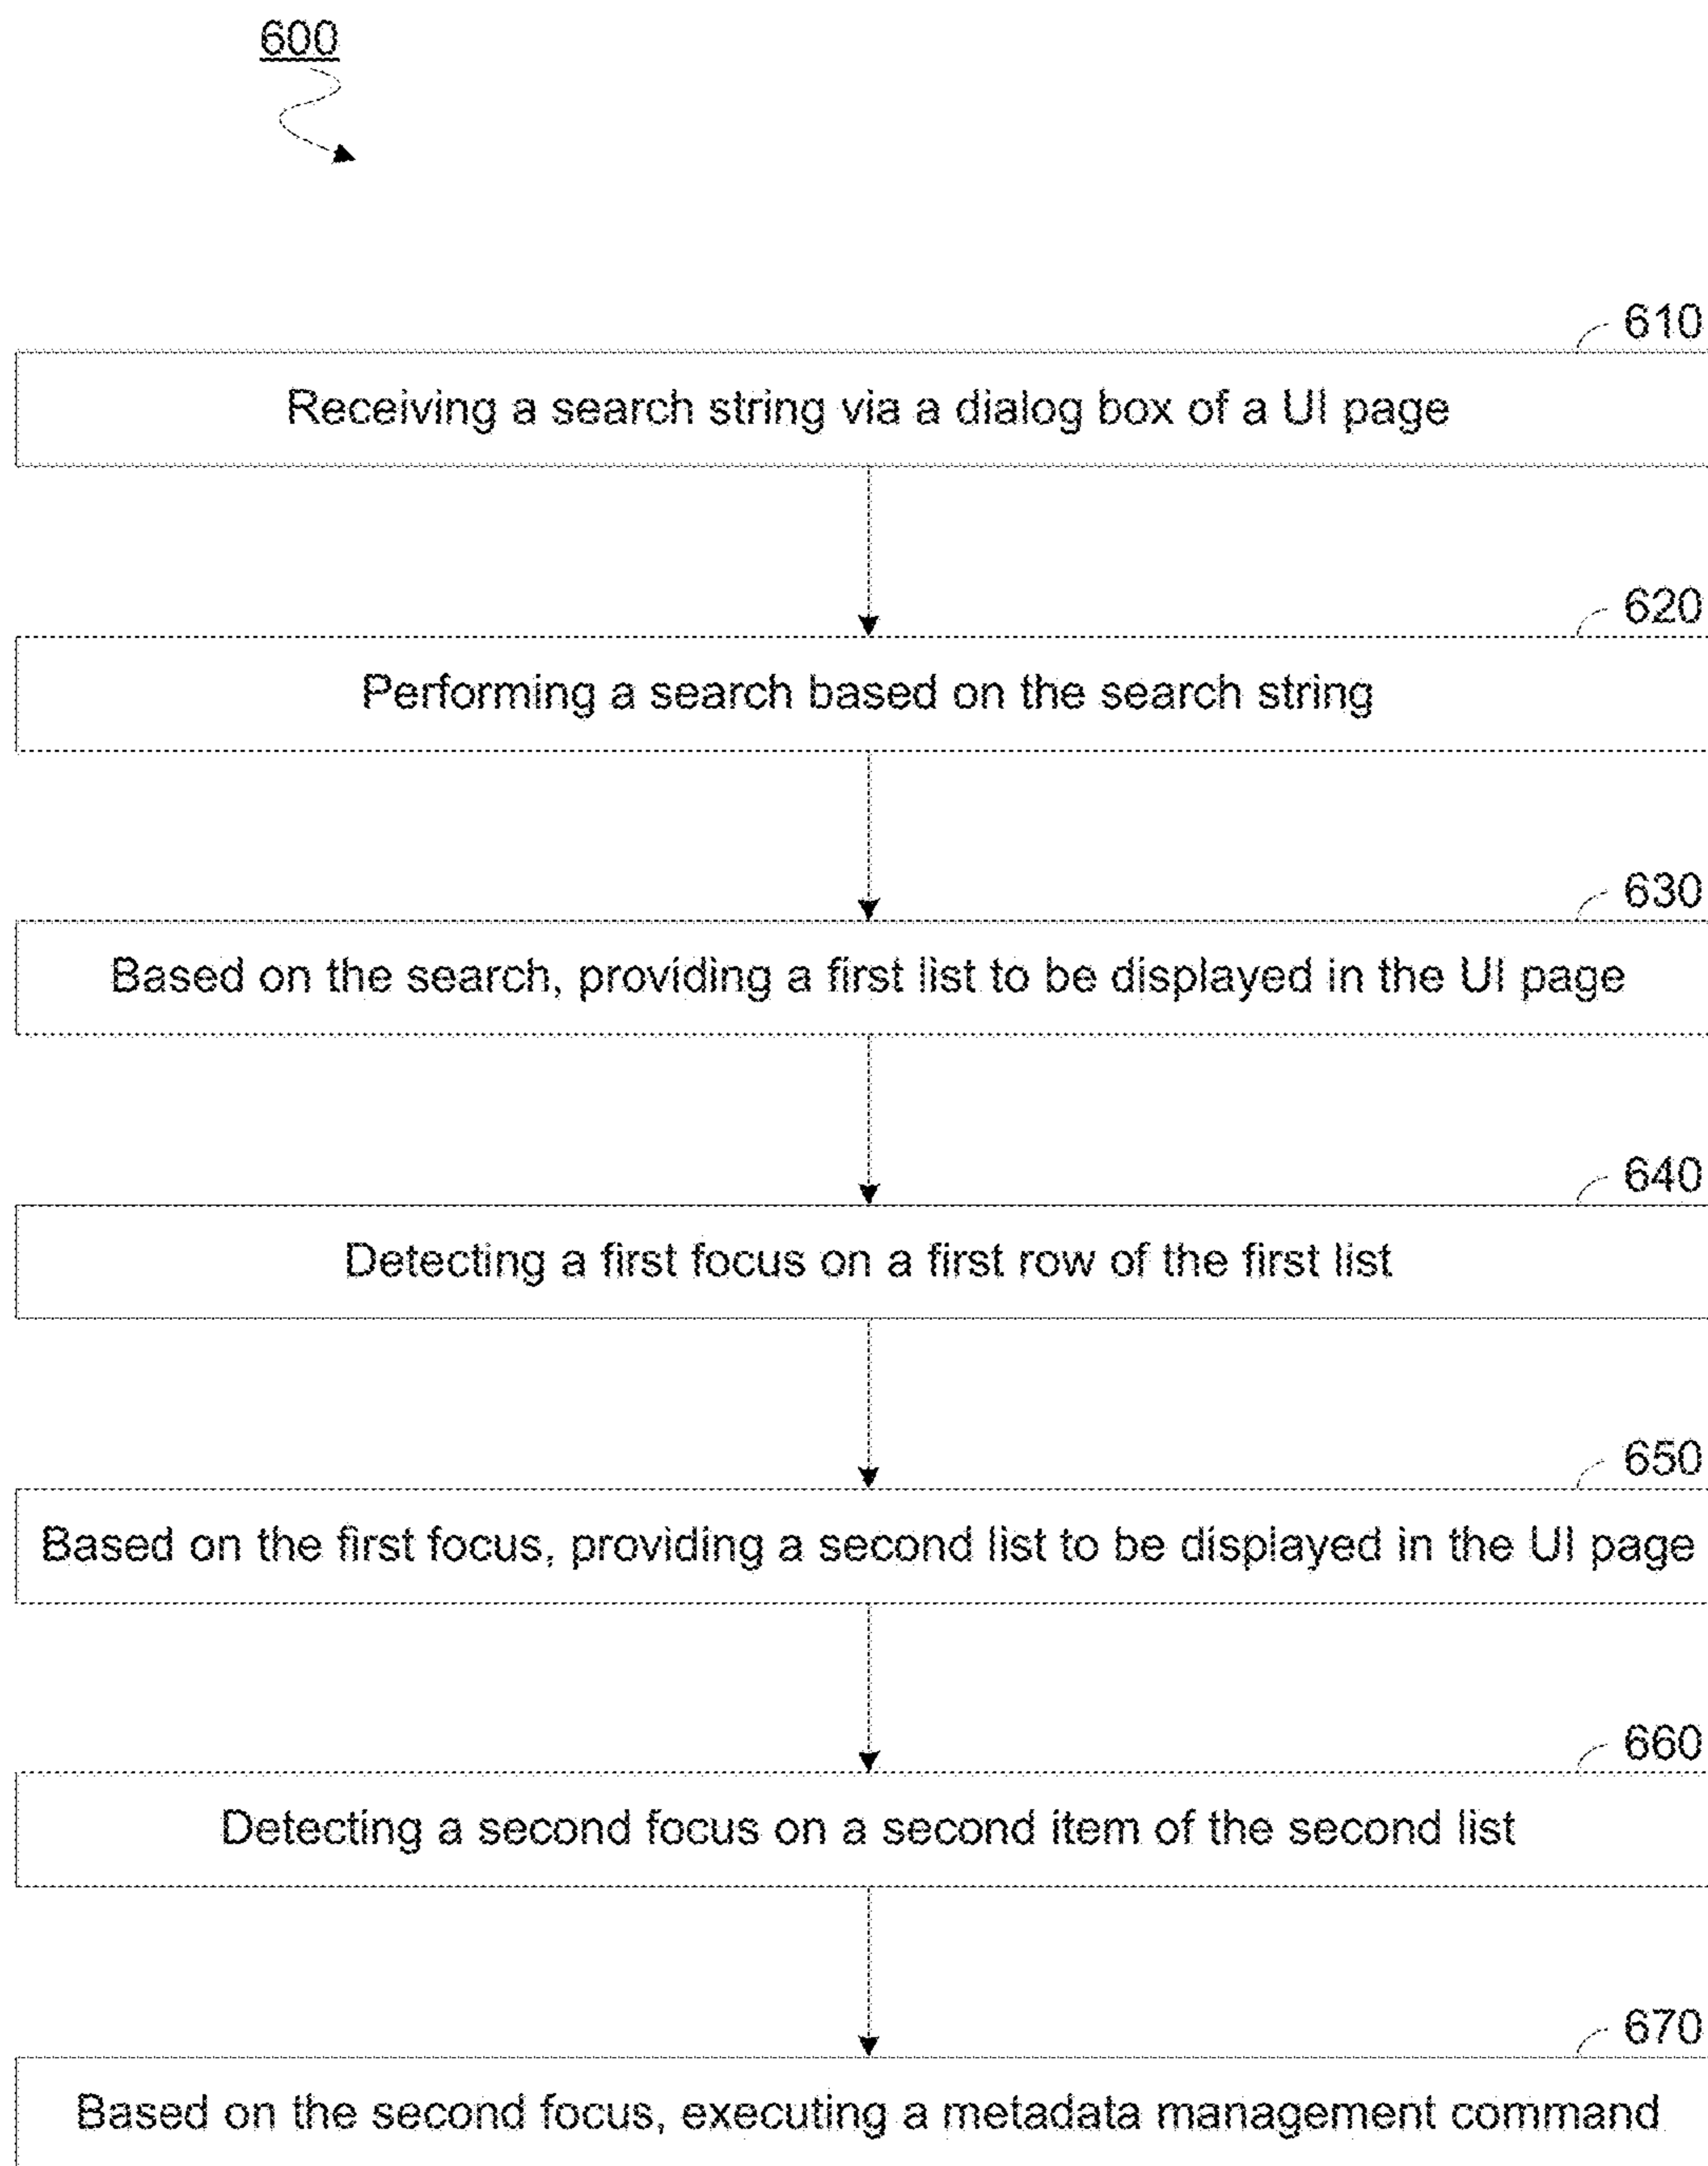 600
610
Receiving a search string via a dialog box of a UI page
620
Performing a search based on the search string
630
Based on the search, providing a first list to be displayed in the UI page
640
Detecting a first focus on a first row of the first list
650
Based on the first focus, providing a second list to be displayed in the UI page
660
Detecting a second focus on a second item of the second list
670
Based on the second focus, executing a metadata management command